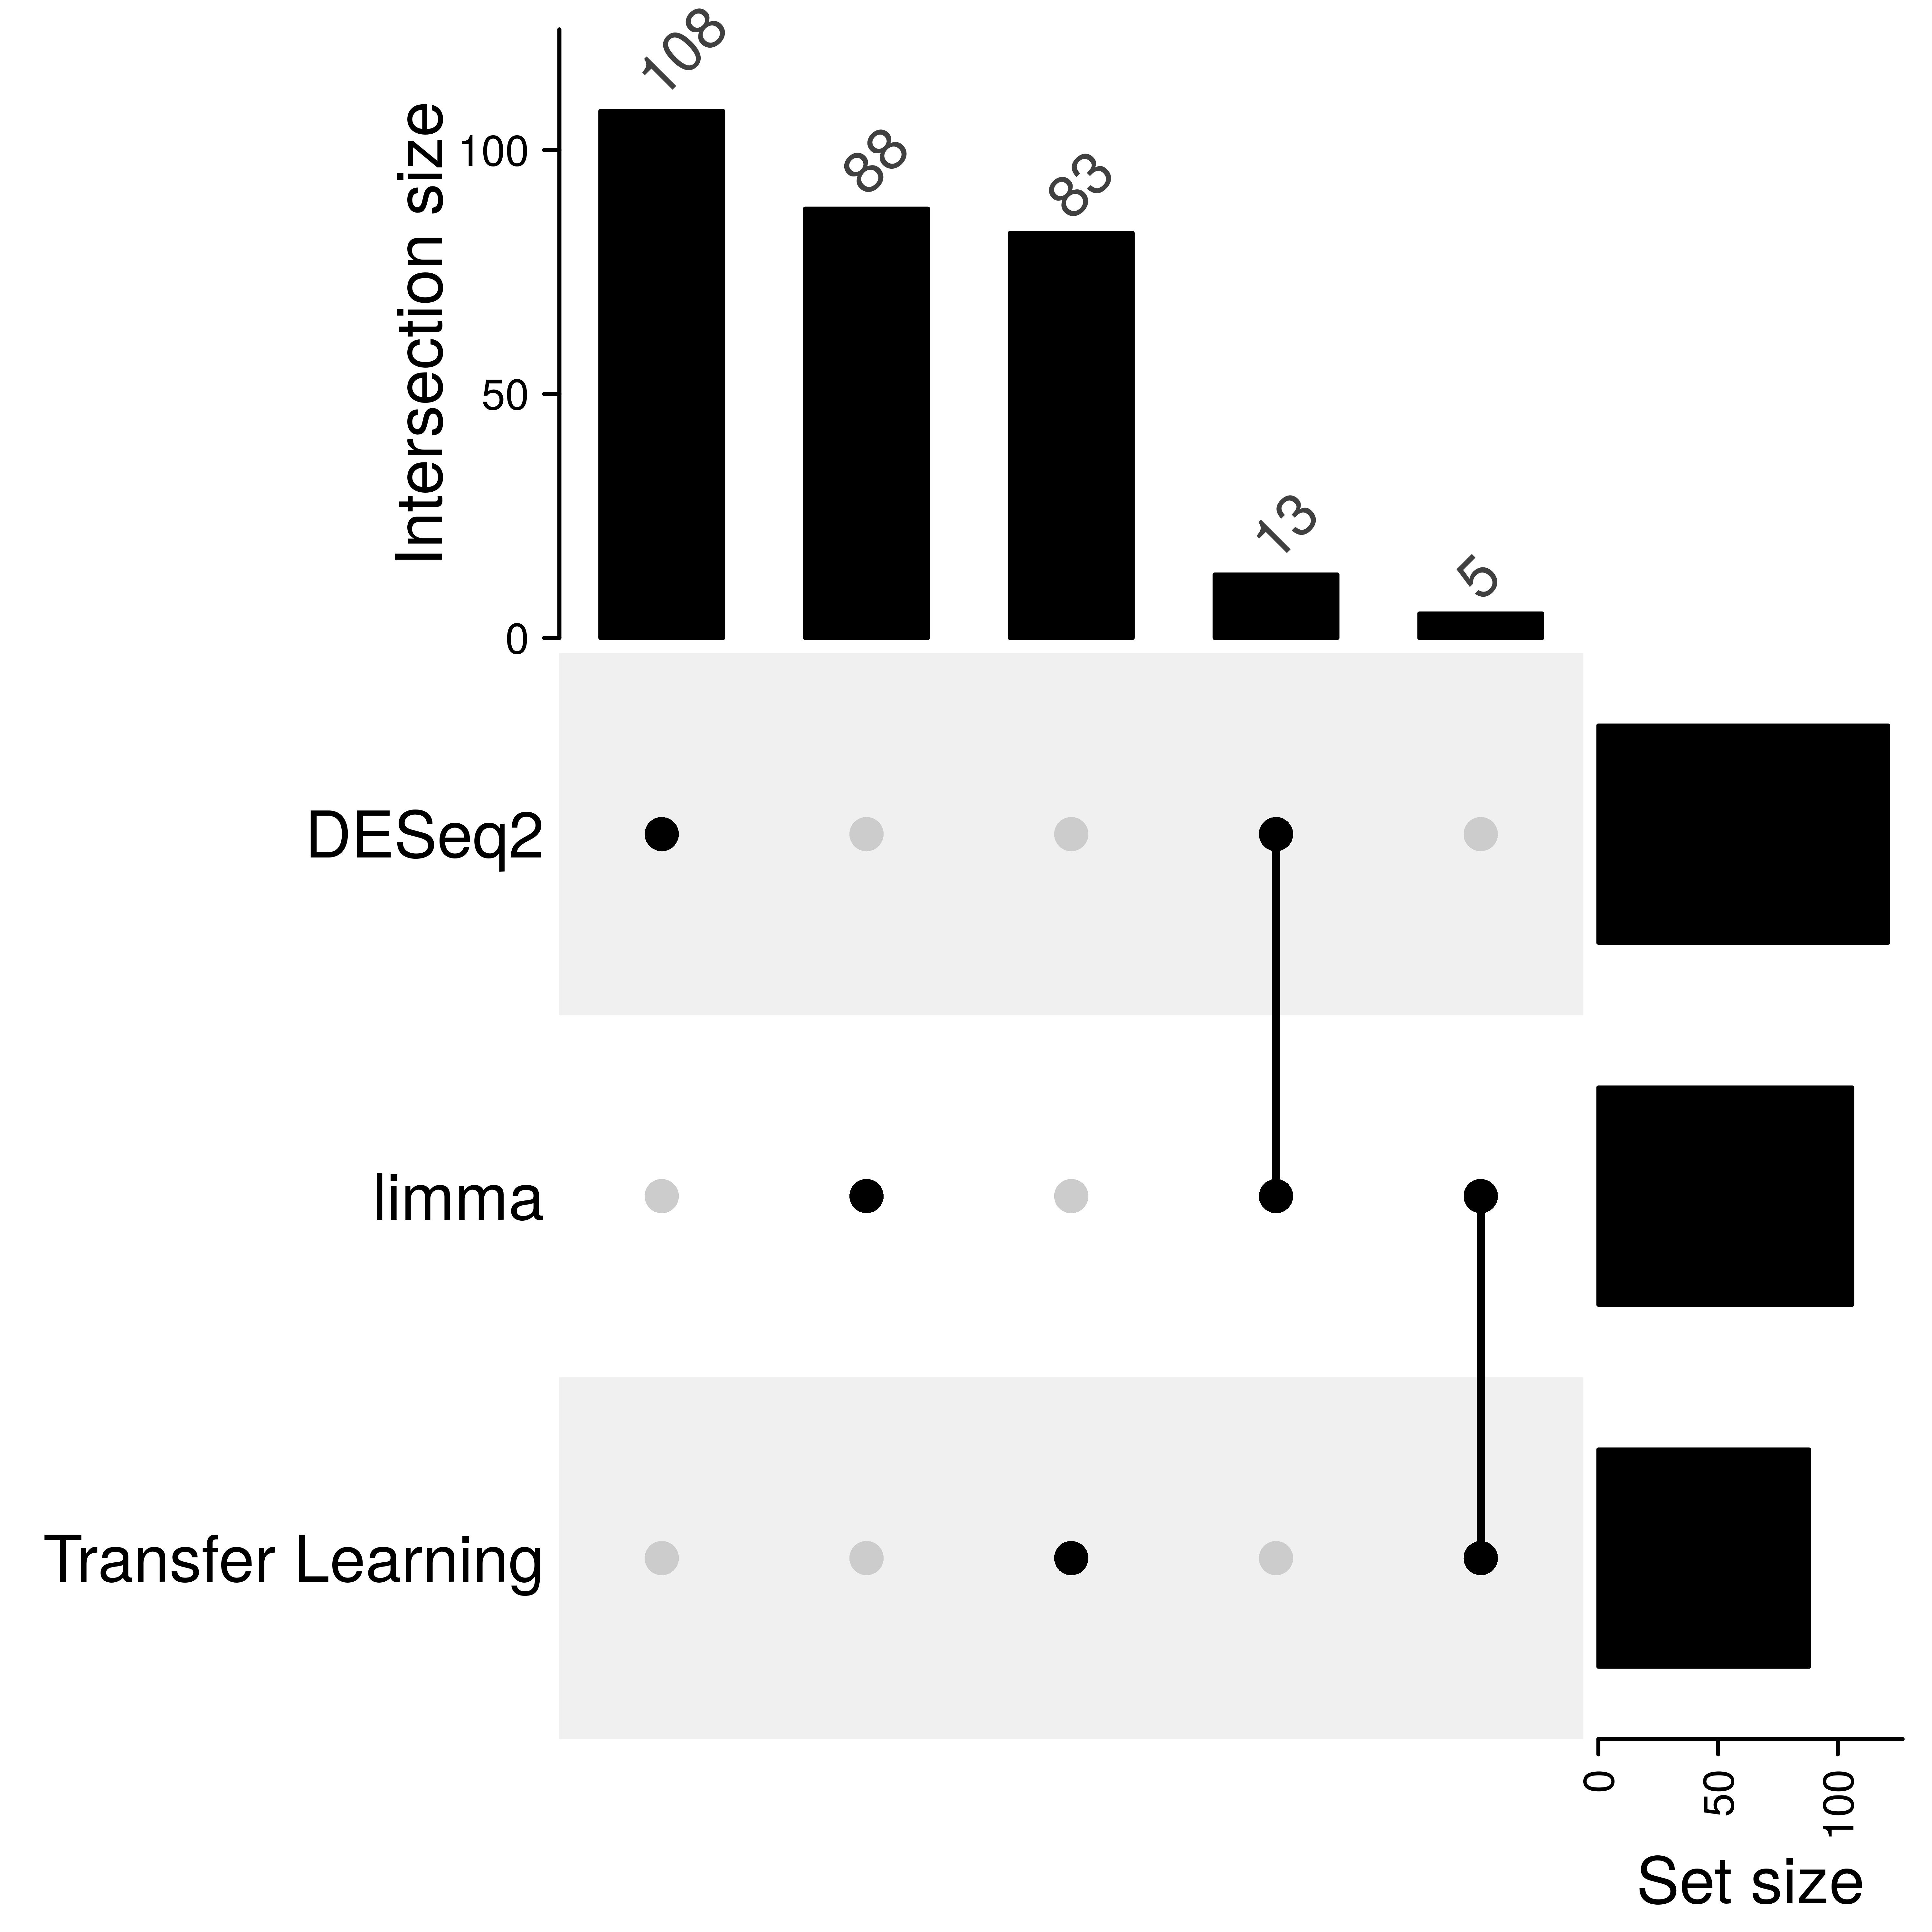 108
88
83
13
5
Intersection size
100
50
0
DESeq2
limma
Transfer Learning
0
50
100
Set size